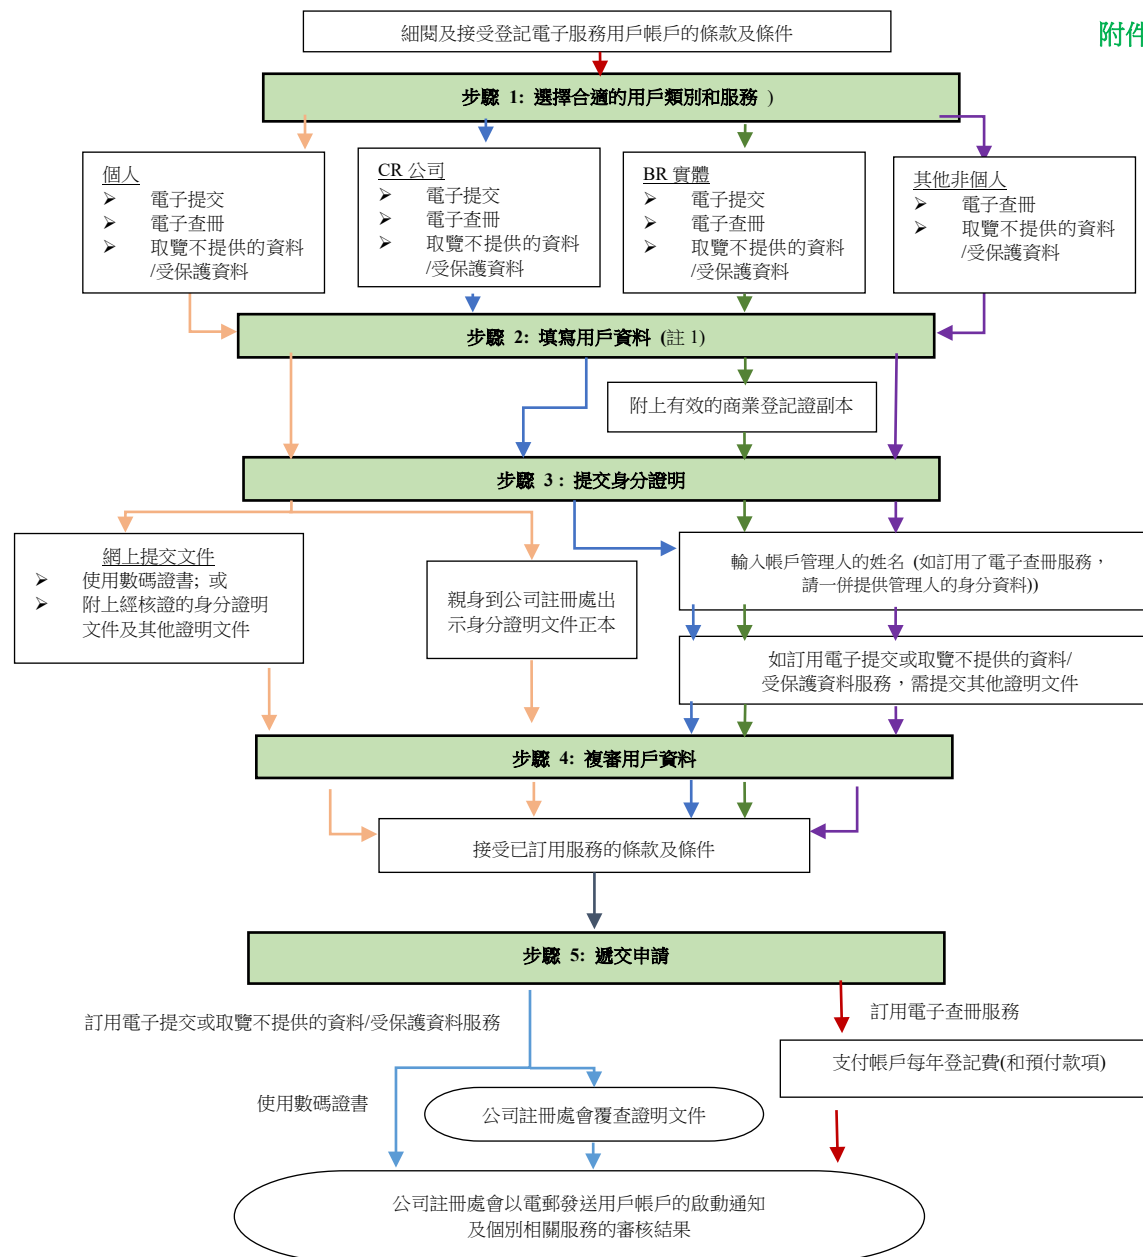 附件
細閱及接受登記電子服務用戶帳戶的條款及條件
步驟 1: 選擇合適的用戶類別和服務 )
個人
➢ 電子提交
➢ 電子查冊
➢ 取覽不提供的資料
/受保護資料
CR 公司
➢ 電子提交
➢ 電子查冊
➢ 取覽不提供的資料
/受保護資料
BR 實體
➢ 電子提交
➢ 電子查冊
➢ 取覽不提供的資料
/受保護資料
其他非個人
➢ 電子查冊
➢ 取覽不提供的資料
/受保護資料
步驟 2: 填寫用戶資料 (註 1)
附上有效的商業登記證副本
步驟 3 : 提交身分證明
網上提交文件
➢ 使用數碼證書; 或
➢ 附上經核證的身分證明
文件及其他證明文件
親身到公司註冊處出
示身分證明文件正本
輸入帳戶管理人的姓名 (如訂用了電子查冊服務，
請一併提供管理人的身分資料))
如訂用電子提交或取覽不提供的資料/
受保護資料服務，需提交其他證明文件
步驟 4: 複審用戶資料
接受已訂用服務的條款及條件
步驟 5: 遞交申請
訂用電子提交或取覽不提供的資料/受保護資料服務
訂用電子查冊服務
支付帳戶每年登記費(和預付款項)
使用數碼證書
公司註冊處會覆查證明文件
公司註冊處會以電郵發送用戶帳戶的啟動通知
及個別相關服務的審核結果